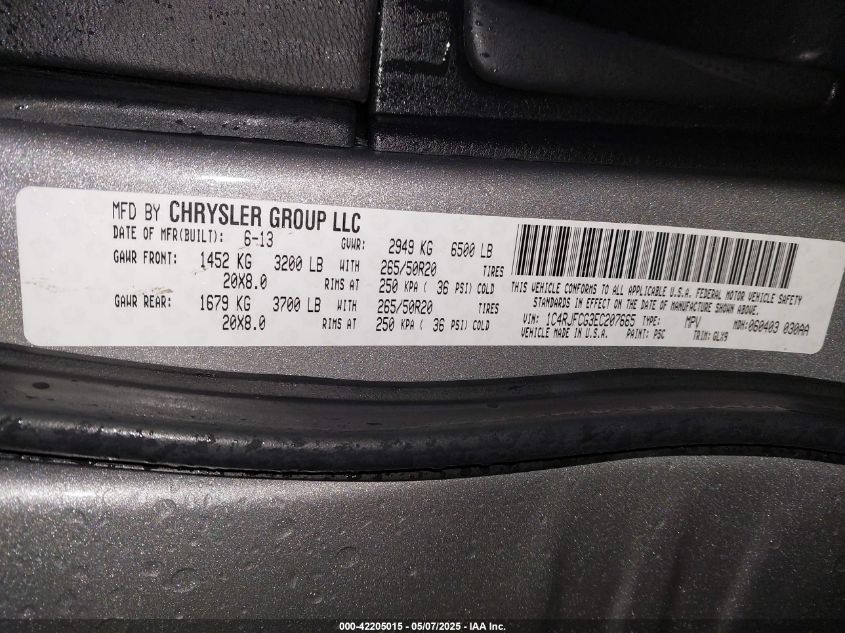 MFD BY CHRYSLER GROUP LLC
DATE OF MFR(BUILT): 6-13 GVWR: 2949 KG 6500 LB
GAWR FRONT: 1452 KG 3200 LB WITH 265/50R20 TIRES
20X8.0 RIMS AT 250 KPA ( 36 PSI) COLD
GAWR REAR: 1679 KG 3700 LB WITH 265/50R20 TIRES
20X8.0 RIMS AT 250 KPA ( 36 PSI) COLD
THIS VEHICLE CONFORMS TO ALL APPLICABLE U.S.A. FEDERAL MOTOR VEHICLE SAFETY
STANDARDS IN EFFECT ON THE DATE OF MANUFACTURE SHOWN ABOVE.
VIN: 1C4RJFCG3EC207665 TYPE: MPV MDH: 060403 030AA
VEHICLE MADE IN U.S.A. PAINT: PSC TRIM: GLX9
000-42205015 — 05/07/2025 — IAA Inc.